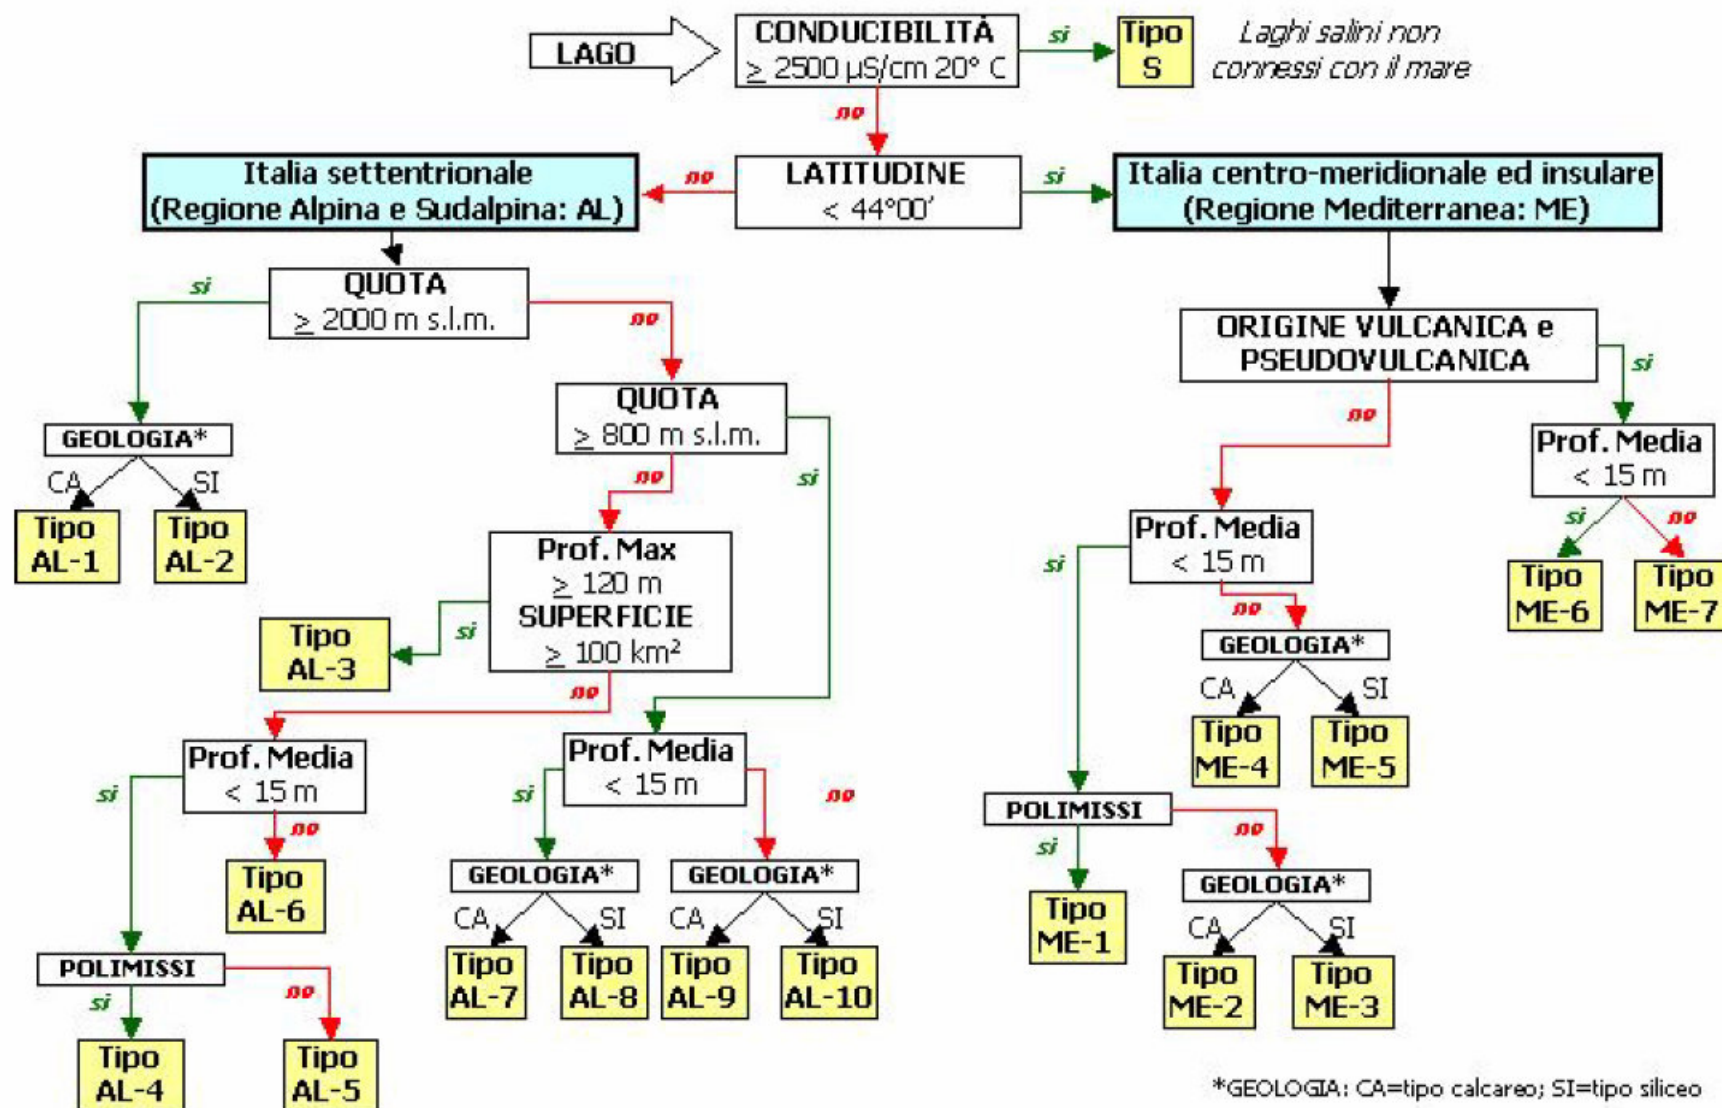 LAGO
CONDUCIBILITÀ
≥ 2500 µS/cm 20° C
si
Tipo
S
Laghi salini non
connessi con il mare
no
Italia settentrionale
(Regione Alpina e Sudalpina: AL)
no
LATITUDINE
< 44°00'
si
Italia centro-meridionale ed insulare
(Regione Mediterranea: ME)
si
QUOTA
≥ 2000 m s.l.m.
no
ORIGINE VULCANICA e
PSEUDOVULCANICA
si
no
QUOTA
≥ 800 m s.l.m.
no
si
GEOLOGIA*
CA
SI
Tipo
AL-1
Tipo
AL-2
Prof. Media
< 15 m
si
no
Tipo
ME-6
Tipo
ME-7
Prof. Max
≥ 120 m
SUPERFICIE
≥ 100 km²
si
no
Tipo
AL-3
Prof. Media
< 15 m
si
no
GEOLOGIA*
CA
SI
Tipo
ME-4
Tipo
ME-5
Prof. Media
< 15 m
si
no
Tipo
AL-6
Prof. Media
< 15 m
si
no
GEOLOGIA*
CA
SI
GEOLOGIA*
CA
SI
Tipo
AL-7
Tipo
AL-8
Tipo
AL-9
Tipo
AL-10
POLIMISSI
si
no
Tipo
ME-1
GEOLOGIA*
CA
SI
Tipo
ME-2
Tipo
ME-3
POLIMISSI
si
no
Tipo
AL-4
Tipo
AL-5
*GEOLOGIA: CA=tipo calcareo; SI=tipo siliceo